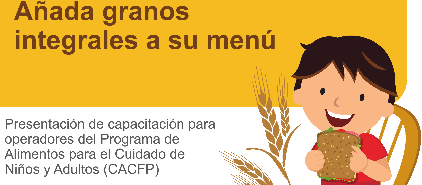 Añada granos
integrales a su menú
Presentación de capacitación para
operadores del Programa de
Alimentos para el Cuidado de
Niños y Adultos (CACFP)